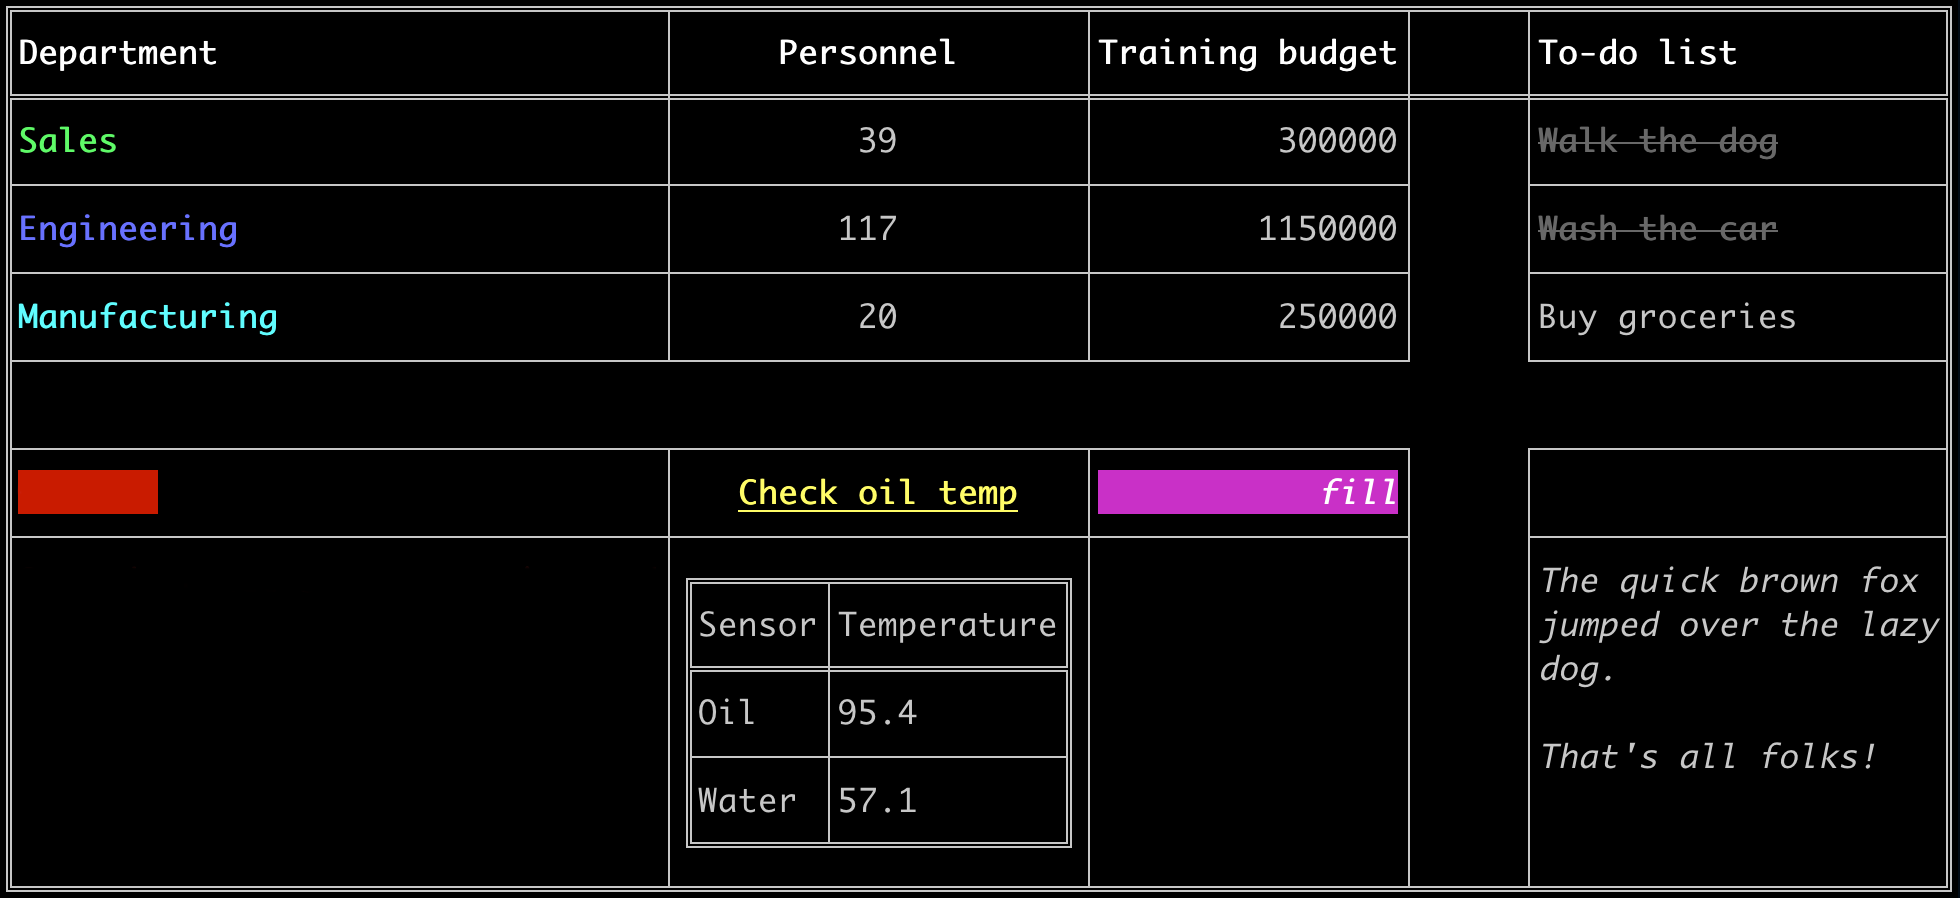 Department Personnel Training budget To-do list
Sales 39 300000 Walk the dog
Engineering 117 1150000 Wash the car
Manufacturing 20 250000 Buy groceries
Check oil temp fill
Sensor Temperature
Oil 95.4
Water 57.1
The quick brown fox
jumped over the lazy
dog.
That's all folks!